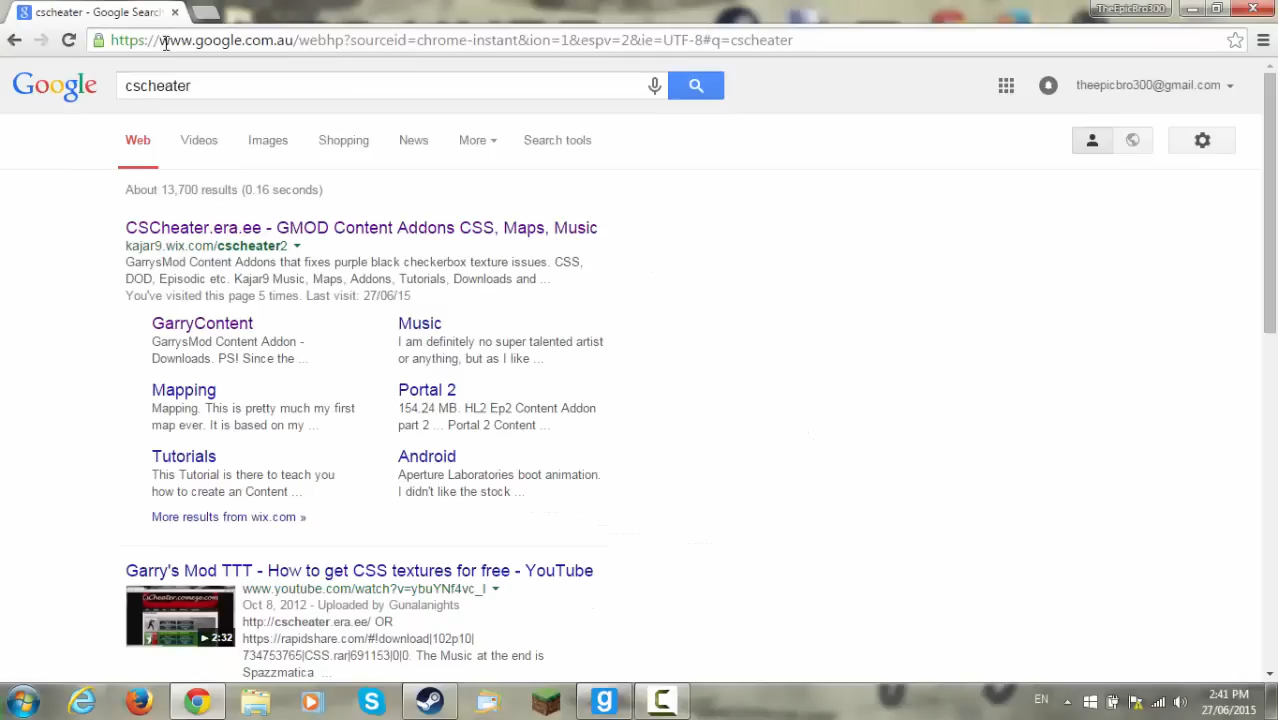 cscheater - Google Search
TheEpicBro300
https://www.google.com.au/webhp?sourceid=chrome-instant&ion=1&espv=2&ie=UTF-8#q=cscheater
Google
cscheater
theepicbro300@gmail.com
Web
Videos
Images
Shopping
News
More
Search tools
About 13,700 results (0.16 seconds)
CSCheater.era.ee - GMOD Content Addons CSS, Maps, Music
kajar9.wix.com/cscheater2
GarrysMod Content Addons that fixes purple black checkerbox texture issues. CSS,
DOD, Episodic etc. Kajar9 Music, Maps, Addons, Tutorials, Downloads and ...
You've visited this page 5 times. Last visit: 27/06/15
GarryContent
GarrysMod Content Addon -
Downloads. PS! Since the ...
Music
I am definitely no super talented artist
or anything, but as I like ...
Mapping
Mapping. This is pretty much my first
map ever. It is based on my ...
Portal 2
154.24 MB. HL2 Ep2 Content Addon
part 2 ... Portal 2 Content ...
Tutorials
This Tutorial is there to teach you
how to create an Content ...
Android
Aperture Laboratories boot animation.
I didn't like the stock ...
More results from wix.com »
Garry's Mod TTT - How to get CSS textures for free - YouTube
www.youtube.com/watch?v=ybuYNf4vc_I
Oct 8, 2012 - Uploaded by Gunalanights
http://cscheater.era.ee/ OR
https://rapidshare.com/#!download|102p10|
734753765|CSS.rar|691153|0|0. The Music at the end is
Spazzmatica ...
2:32
EN
2:41 PM
27/06/2015